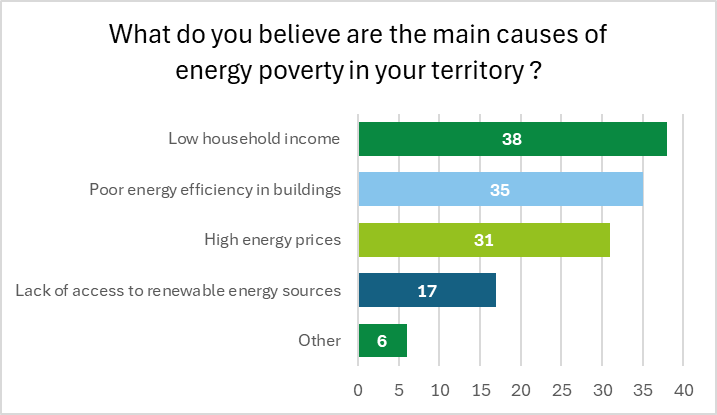 What do you believe are the main causes of
energy poverty in your territory ?
Low household income
38
Poor energy efficiency in buildings
35
High energy prices
31
Lack of access to renewable energy sources
17
Other
6
0 5 10 15 20 25 30 35 40